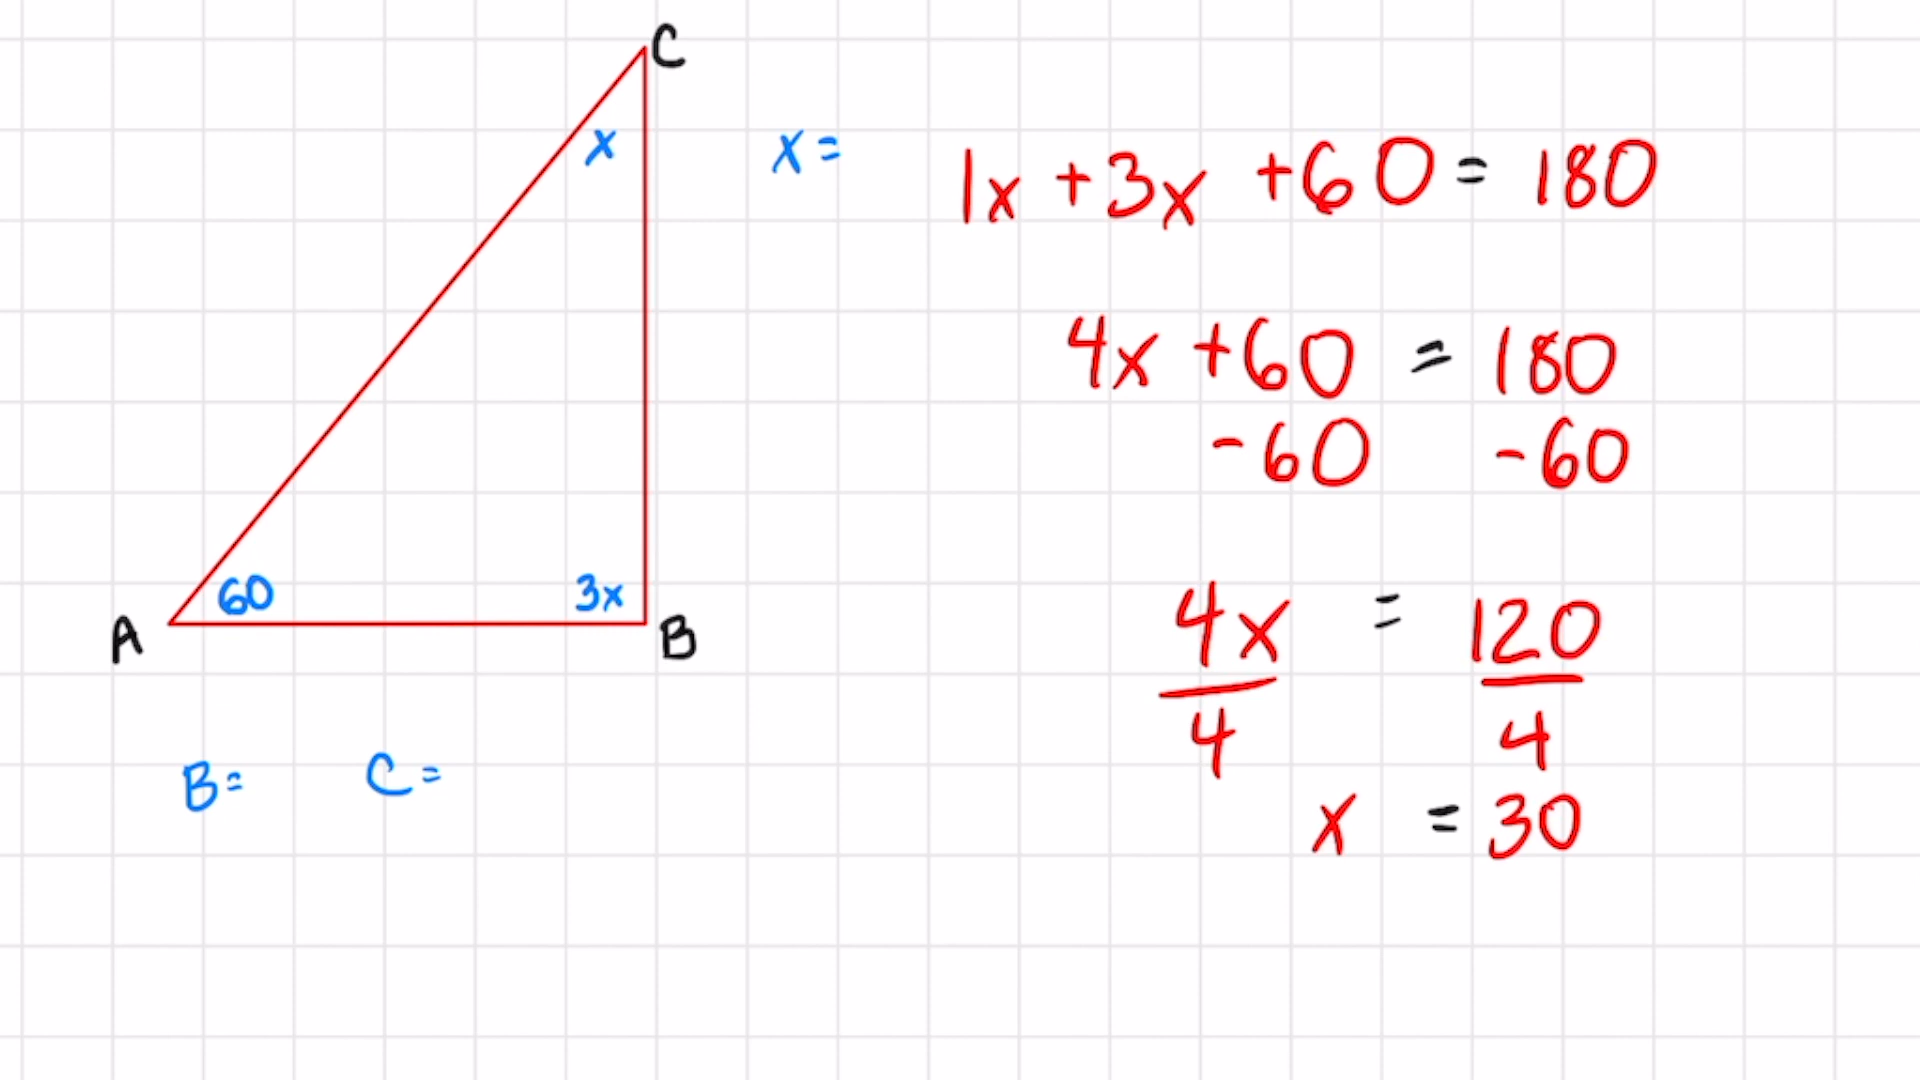 C
x
x =
1x + 3x + 60 = 180
4x + 60 = 180
- 60 - 60
60
3x
A
B
4x = 120
4 4
B =
C =
x = 30